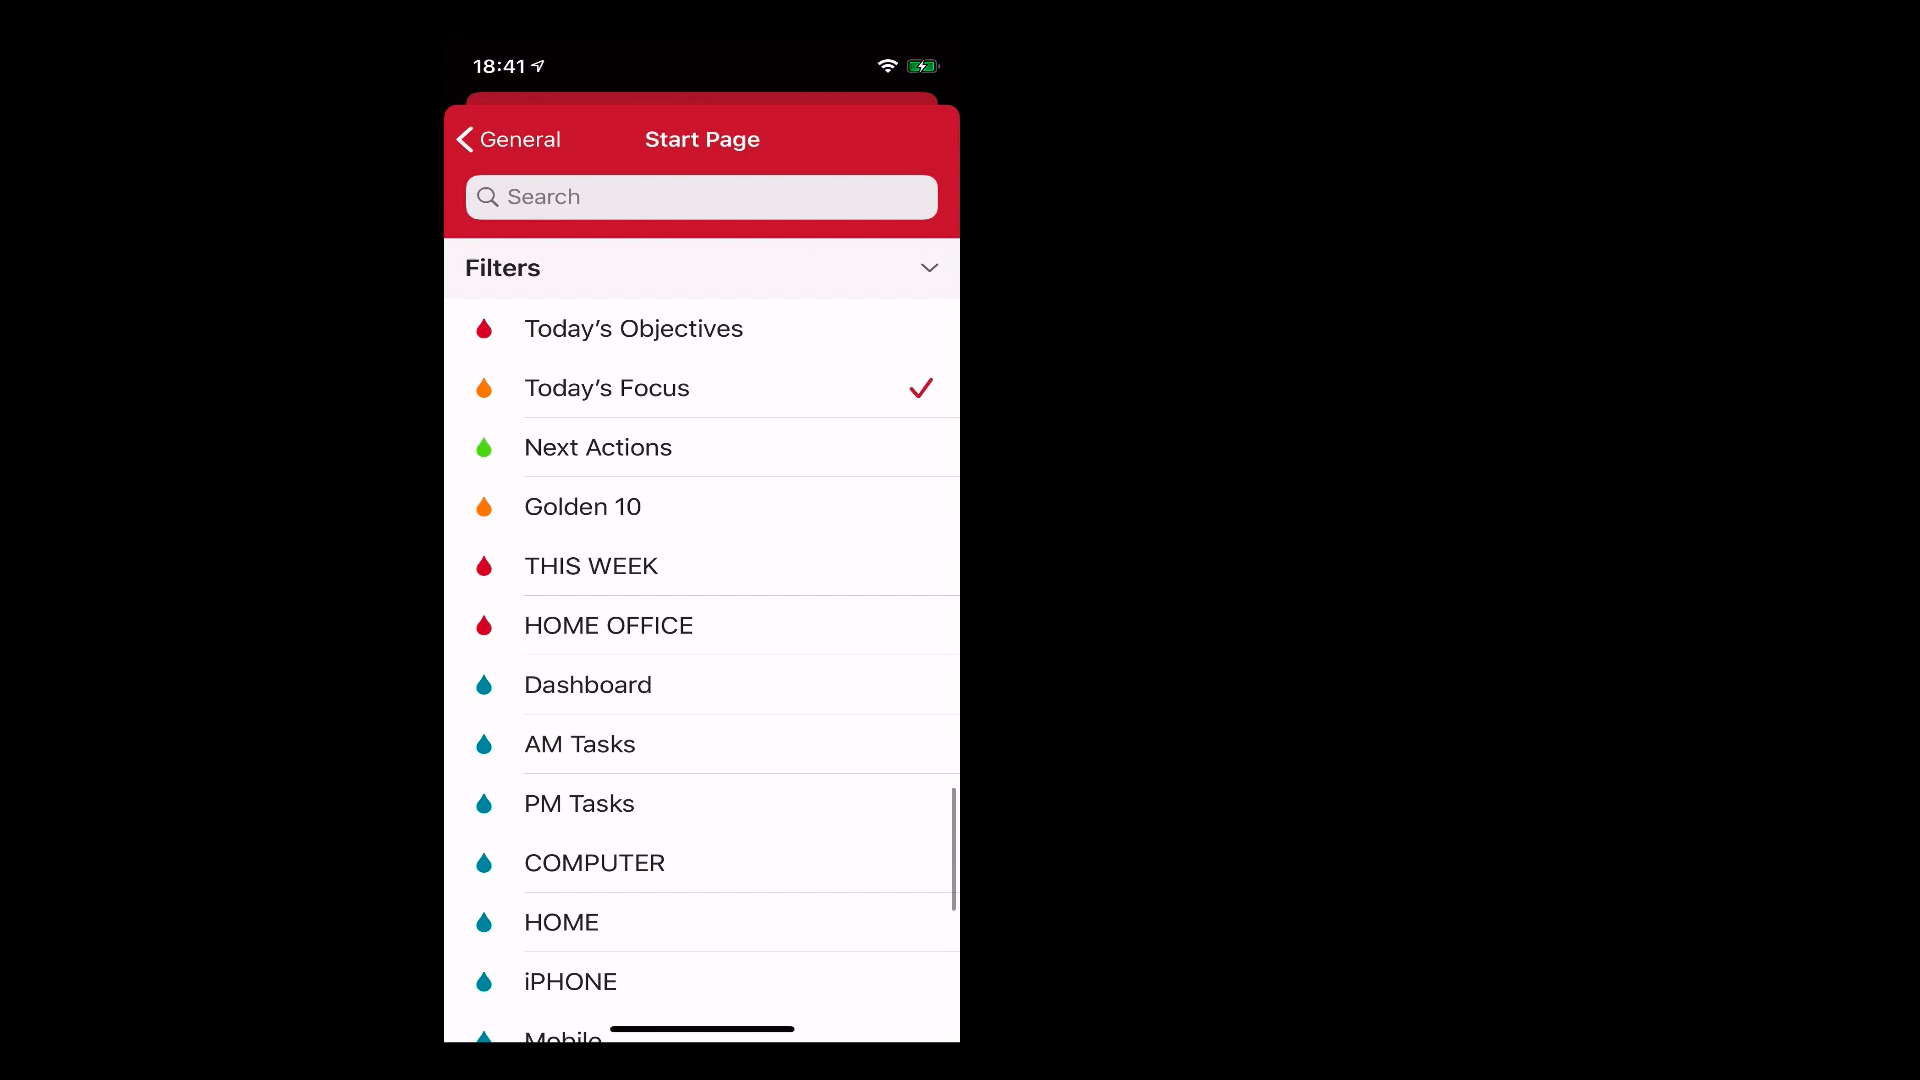 18:41
General
Start Page
Search
Filters
Today’s Objectives
Today’s Focus
Next Actions
Golden 10
THIS WEEK
HOME OFFICE
Dashboard
AM Tasks
PM Tasks
COMPUTER
HOME
iPHONE
Mobile